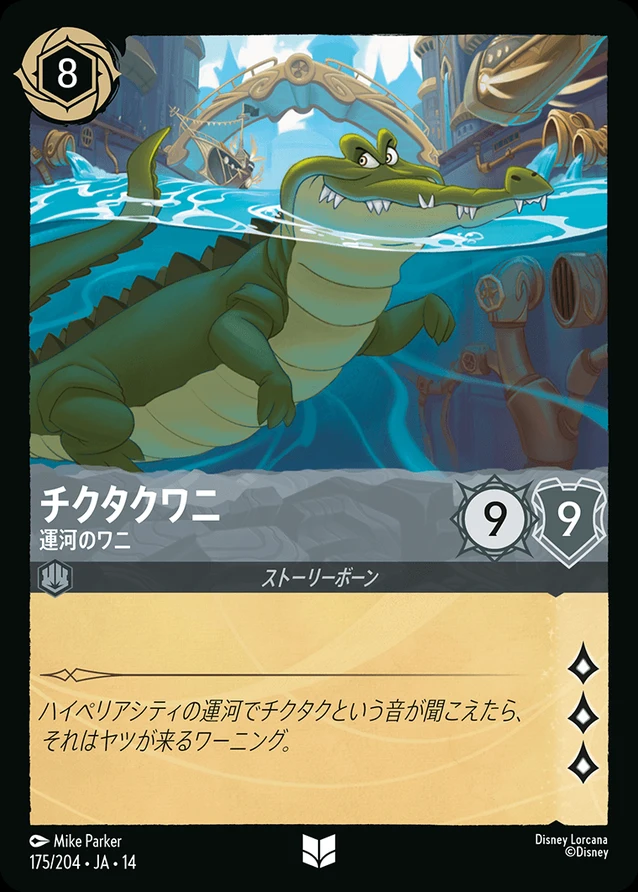 8
チクタクワニ
運河のワニ
9
9
ストーリーボーン
ハイペリアシティの運河でチクタクという音が聞こえたら、
それはヤツが来るワーニング。
Mike Parker
175/204 • JA • 14
Disney Lorcana
©Disney